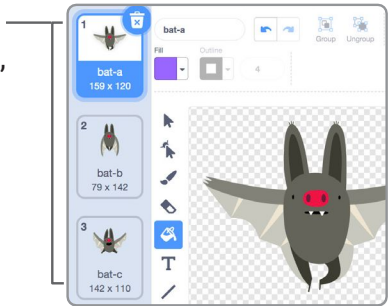 ,
1
bat-a
159 x 120
2
bat-b
79 x 142
3
bat-c
142 x 110
bat-a
Group
Ungroup
Fill
Outline
4
T